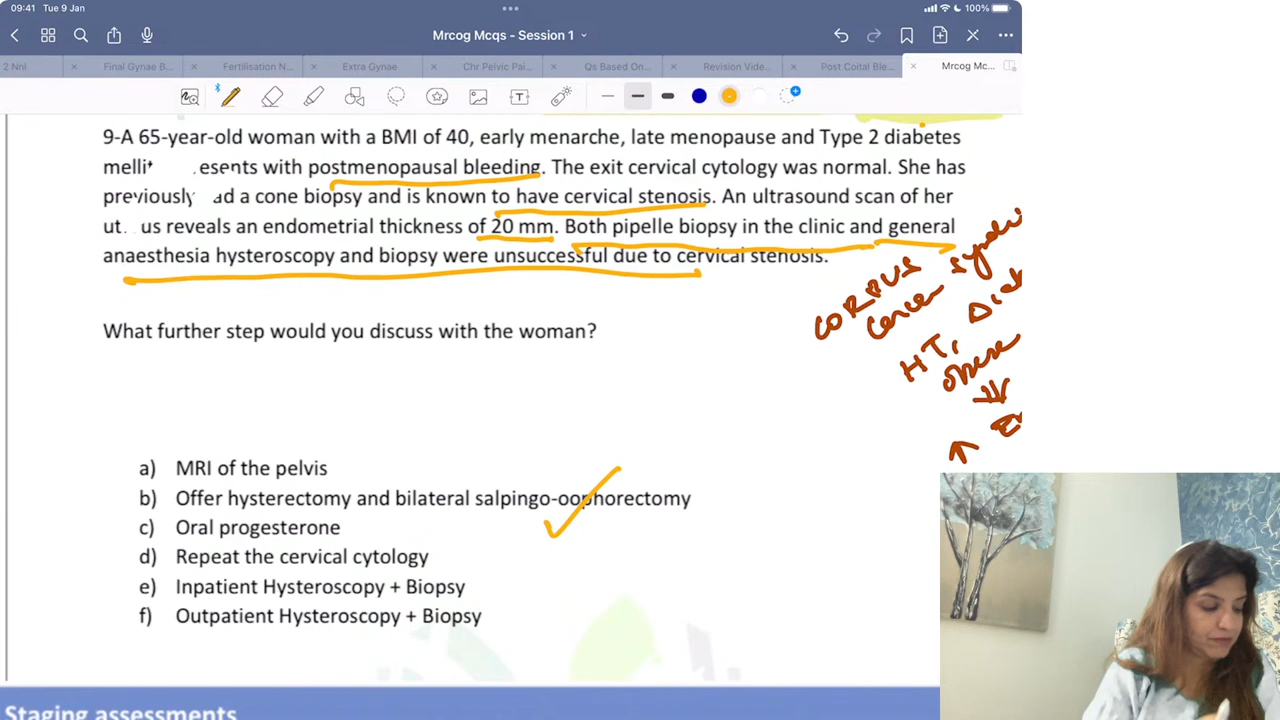 09:41 Tue 9 Jan
100%
Mrcog Mcqs - Session 1
2 Nnl
Final Gynae B...
Fertilisation N...
Extra Gynae
Chr Pelvic Pai...
Qs Based On...
Revision Vide...
Post Coital Ble...
Mrcog Mc...
9-A 65-year-old woman with a BMI of 40, early menarche, late menopause and Type 2 diabetes
mellit esents with postmenopausal bleeding. The exit cervical cytology was normal. She has
previously ad a cone biopsy and is known to have cervical stenosis. An ultrasound scan of her
ut us reveals an endometrial thickness of 20 mm. Both pipelle biopsy in the clinic and general
anaesthesia hysteroscopy and biopsy were unsuccessful due to cervical stenosis.
CORPUS
Cancer
HT,
obese
What further step would you discuss with the woman?
a) MRI of the pelvis
b) Offer hysterectomy and bilateral salpingo-oophorectomy
c) Oral progesterone
d) Repeat the cervical cytology
e) Inpatient Hysteroscopy + Biopsy
f) Outpatient Hysteroscopy + Biopsy
Staging assessments